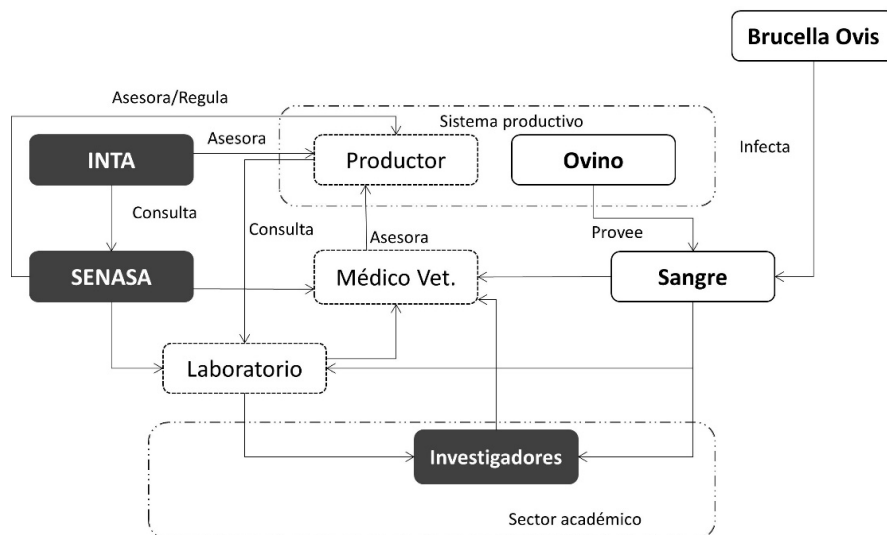 Brucella Ovis
Asesora/Regula
Sistema productivo
Asesora
INTA
Productor
Ovino
Infecta
Consulta
Consulta
Asesora
Provee
SENASA
Médico Vet.
Sangre
Laboratorio
Investigadores
Sector académico